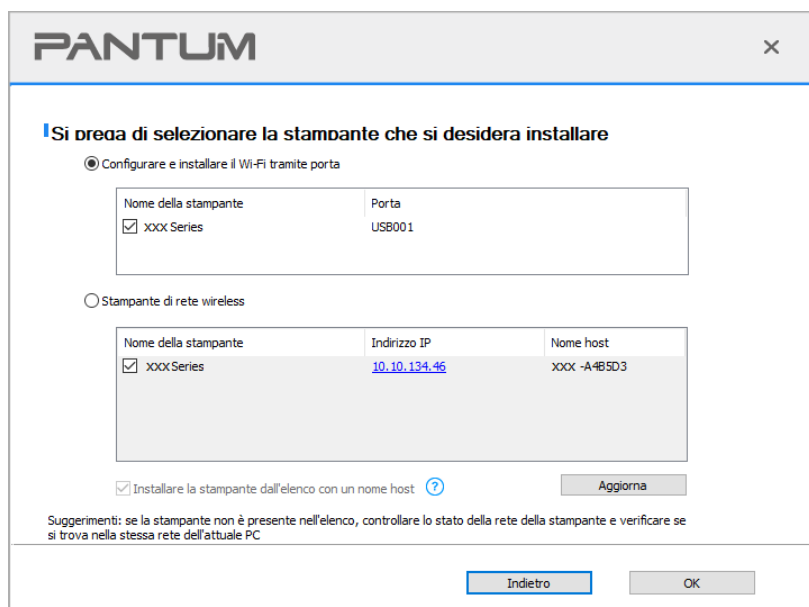 PANTUM
Si prega di selezionare la stampante che si desidera installare
Configurare e installare il Wi-Fi tramite porta
Nome della stampante Porta
XXX Series USB001
Stampante di rete wireless
Nome della stampante Indirizzo IP Nome host
XXX Series 10.10.134.46 XXX -A4B5D3
Installare la stampante dall'elenco con un nome host ?
Aggiorna
Suggerimenti: se la stampante non è presente nell'elenco, controllare lo stato della rete della stampante e verificare se
si trova nella stessa rete dell'attuale PC
Indietro OK